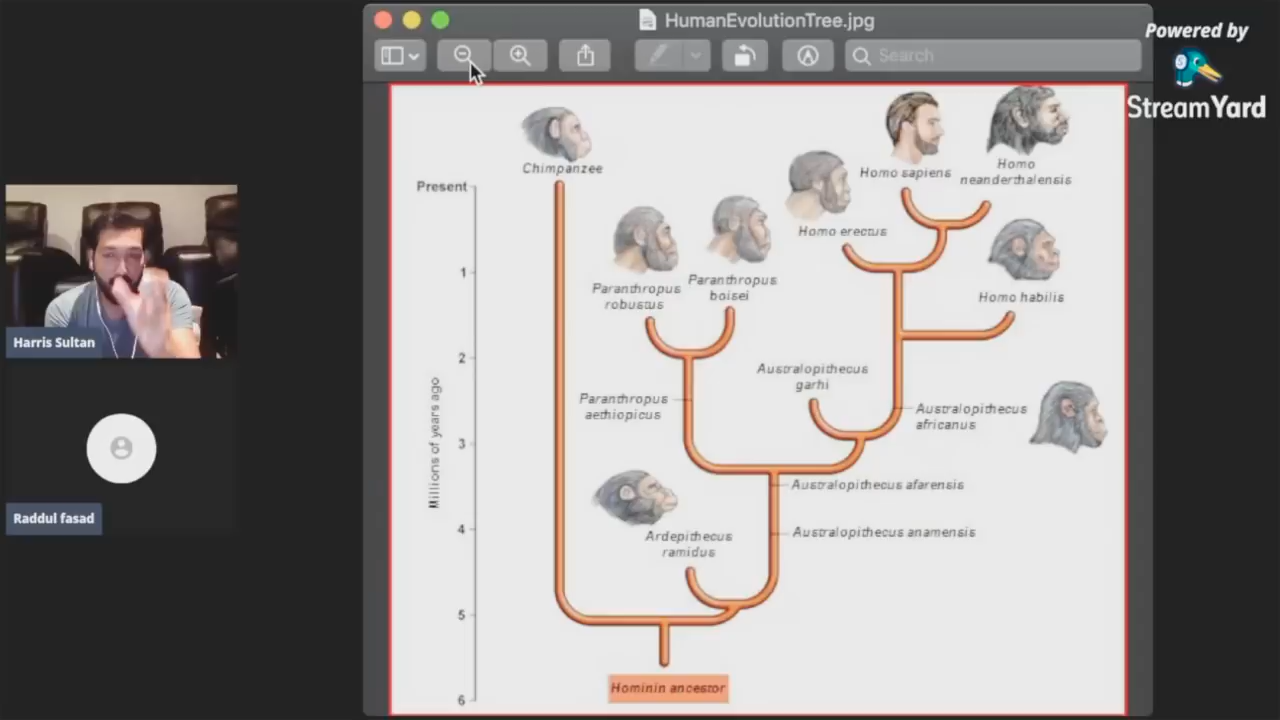 HumanEvolutionTree.jpg
Search
Powered by
StreamYard
Chimpanzee
Homo sapiens
Homo
neanderthalensis
Present
Homo erectus
1
Paranthropus
robustus
Paranthropus
boisei
Homo habilis
2
Australopithecus
garhi
Paranthropus
aethiopicus
Australopithecus
africanus
Millions of years ago
3
Australopithecus afarensis
4
Ardepithecus
ramidus
Australopithecus anamensis
5
Hominin ancestor
6
Harris Sultan
Raddul fasad